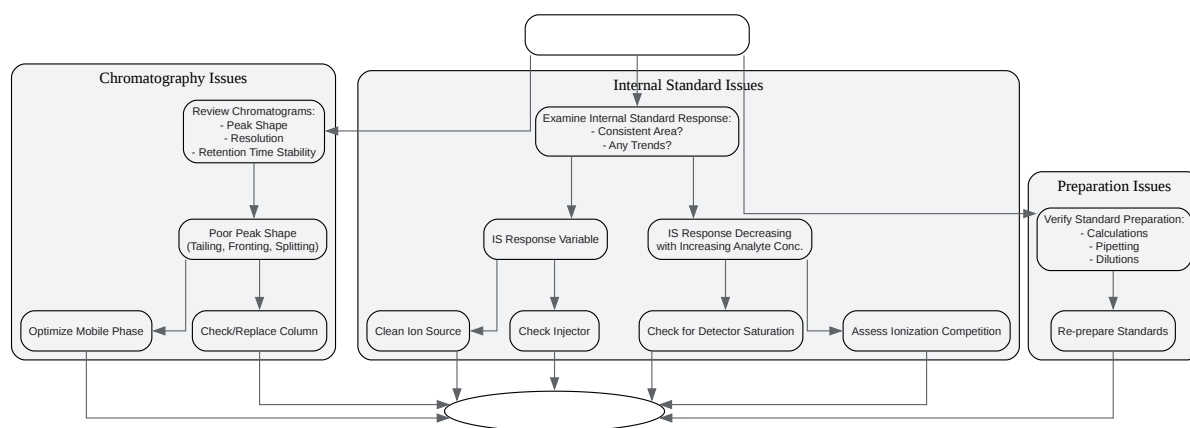 Chromatography Issues
Review Chromatograms:
- Peak Shape
- Resolution
- Retention Time Stability
Poor Peak Shape
(Tailing, Fronting, Splitting)
Optimize Mobile Phase
Check/Replace Column
Internal Standard Issues
Examine Internal Standard Response:
- Consistent Area?
- Any Trends?
IS Response Variable
IS Response Decreasing
with Increasing Analyte Conc.
Clean Ion Source
Check Injector
Check for Detector Saturation
Assess Ionization Competition
Preparation Issues
Verify Standard Preparation:
- Calculations
- Pipetting
- Dilutions
Re-prepare Standards